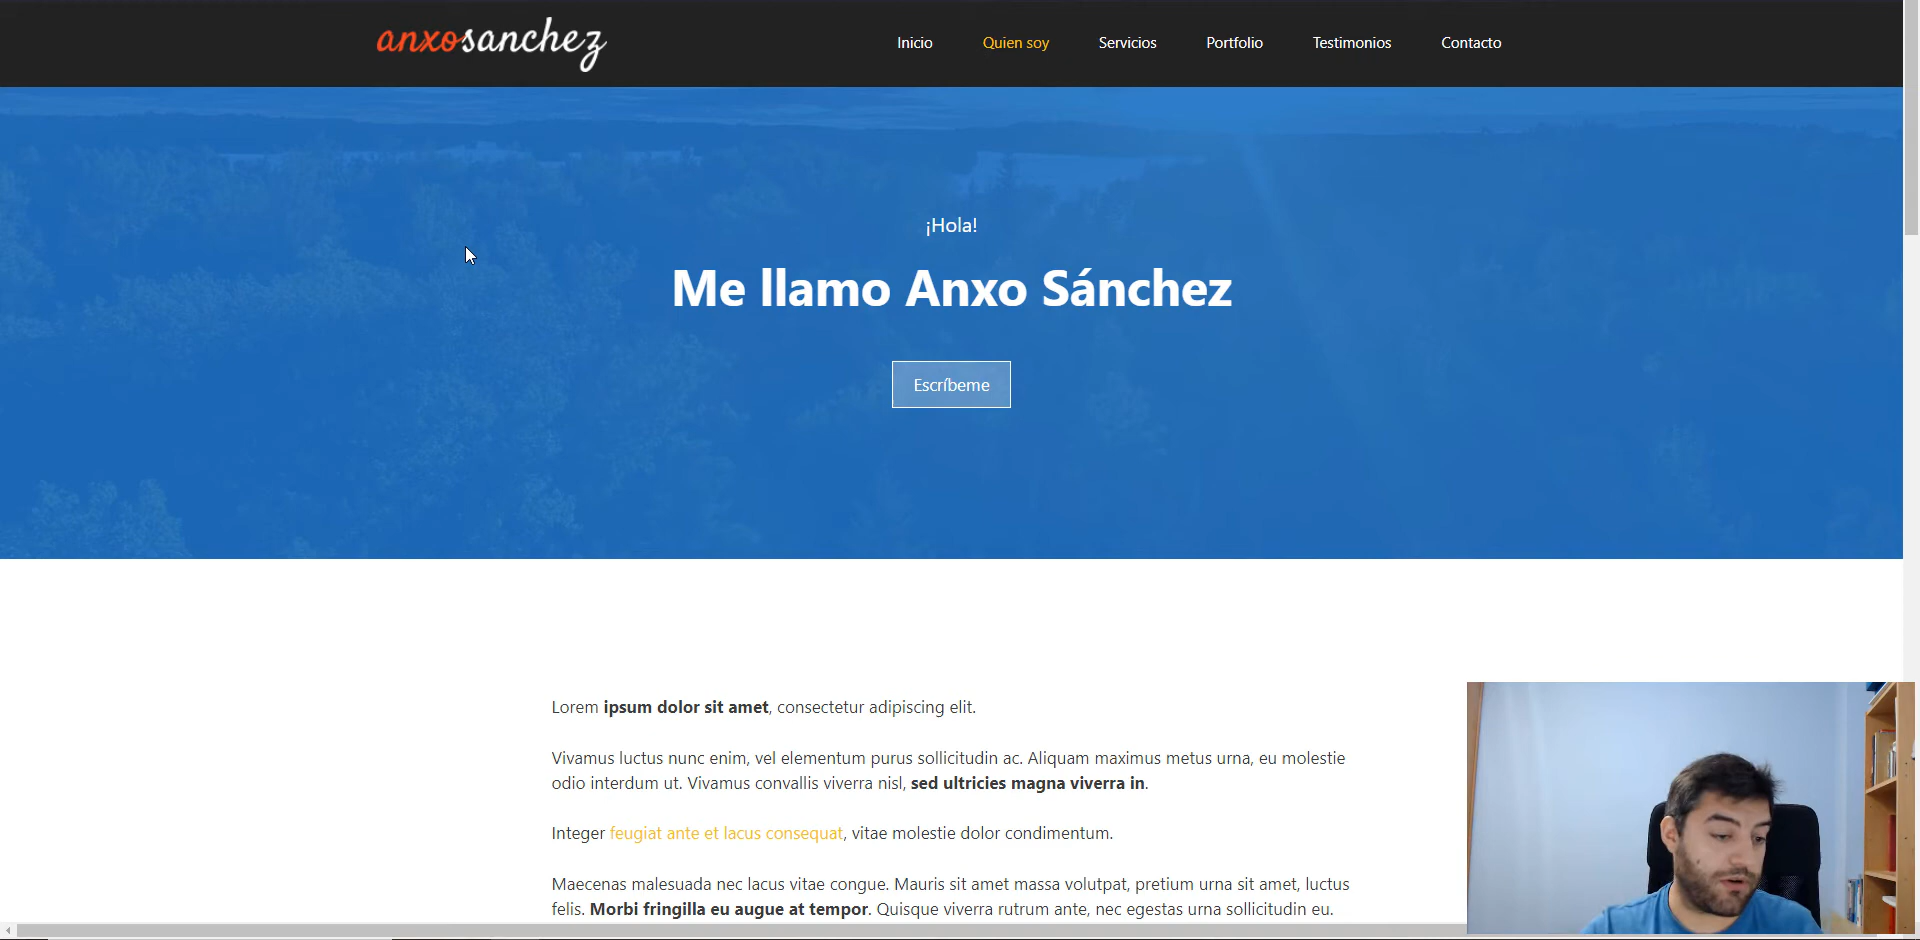 anxosanchez
Inicio
Quien soy
Servicios
Portfolio
Testimonios
Contacto
¡Hola!
Me llamo Anxo Sánchez
Escríbeme
Lorem ipsum dolor sit amet, consectetur adipiscing elit.
Vivamus luctus nunc enim, vel elementum purus sollicitudin ac. Aliquam maximus metus urna, eu molestie
odio interdum ut. Vivamus convallis viverra nisl, sed ultricies magna viverra in.
Integer feugiat ante et lacus consequat, vitae molestie dolor condimentum.
Maecenas malesuada nec lacus vitae congue. Mauris sit amet massa volutpat, pretium urna sit amet, luctus
felis. Morbi fringilla eu augue at tempor. Quisque viverra rutrum ante, nec egestas urna sollicitudin eu.